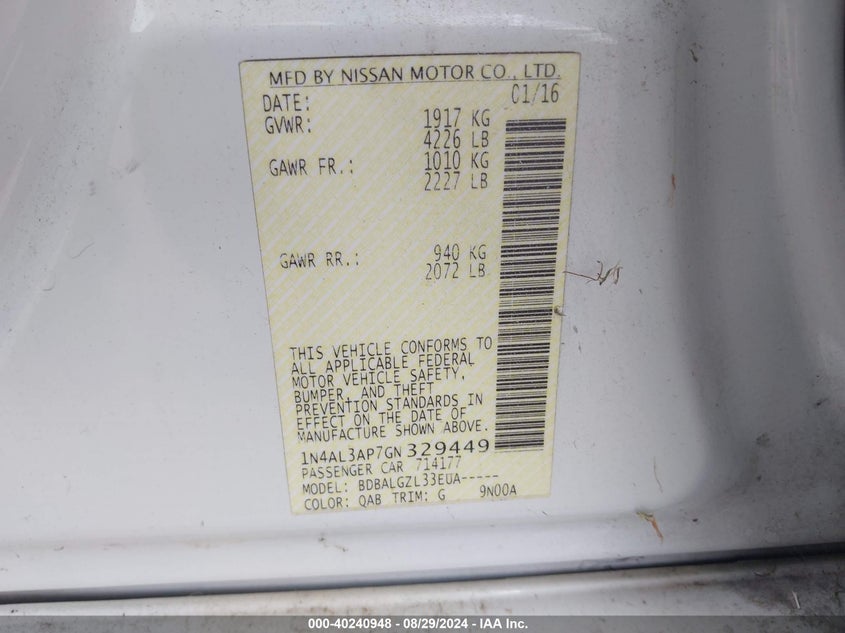 MFD BY NISSAN MOTOR CO., LTD.
DATE: 01/16
GVWR: 1917 KG
4226 LB
GAWR FR.: 1010 KG
2227 LB
GAWR RR.: 940 KG
2072 LB
THIS VEHICLE CONFORMS TO
ALL APPLICABLE FEDERAL
MOTOR VEHICLE SAFETY,
BUMPER, AND THEFT
PREVENTION STANDARDS IN
EFFECT ON THE DATE OF
MANUFACTURE SHOWN ABOVE.
1N4AL3AP7GN 329449
PASSENGER CAR 714177
MODEL: BDBALGZL33EUA-----
COLOR: QAB TRIM: G 9N00A
000-40240948 - 08/29/2024 - IAA Inc.